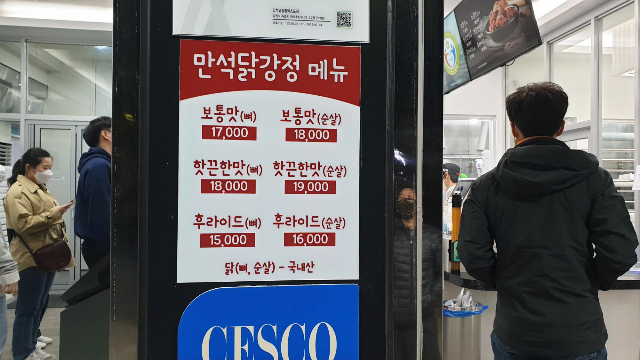 만석닭강정 메뉴
보통맛(뼈) 보통맛(순살)
17,000 18,000
핫끈한맛(뼈) 핫끈한맛(순살)
18,000 19,000
후라이드(뼈) 후라이드(순살)
15,000 16,000
닭(뼈, 순살) - 국내산
CESCO